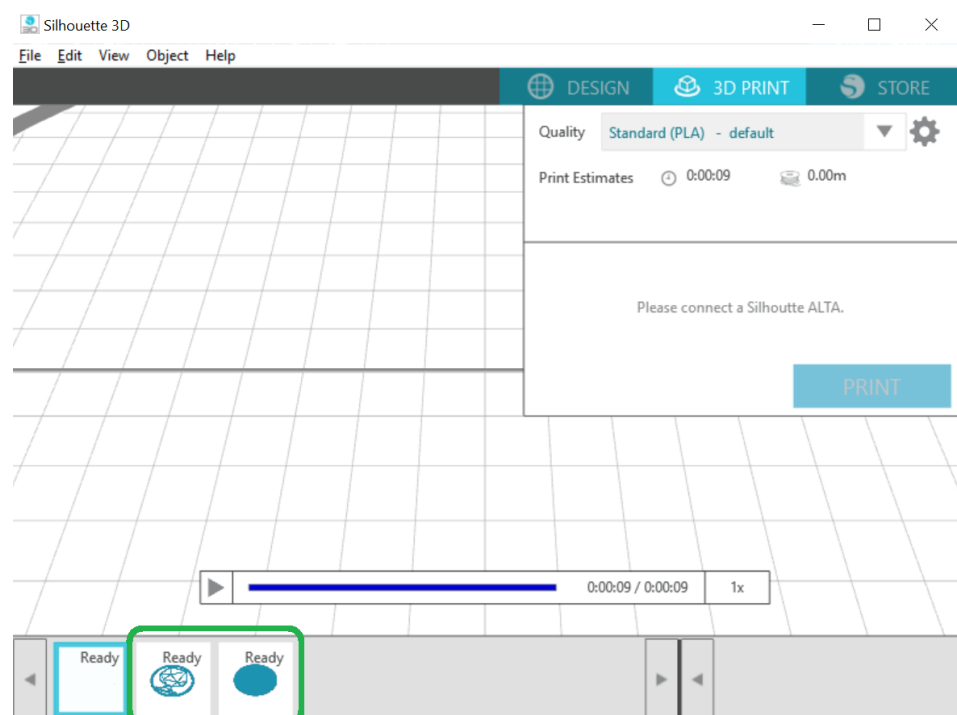 Silhouette 3D
File Edit View Object Help
DESIGN 3D PRINT STORE
Quality Standard (PLA) - default
Print Estimates 0:00:09 0.00m
Please connect a Silhoutte ALTA.
PRINT
0:00:09 / 0:00:09 1x
Ready Ready Ready